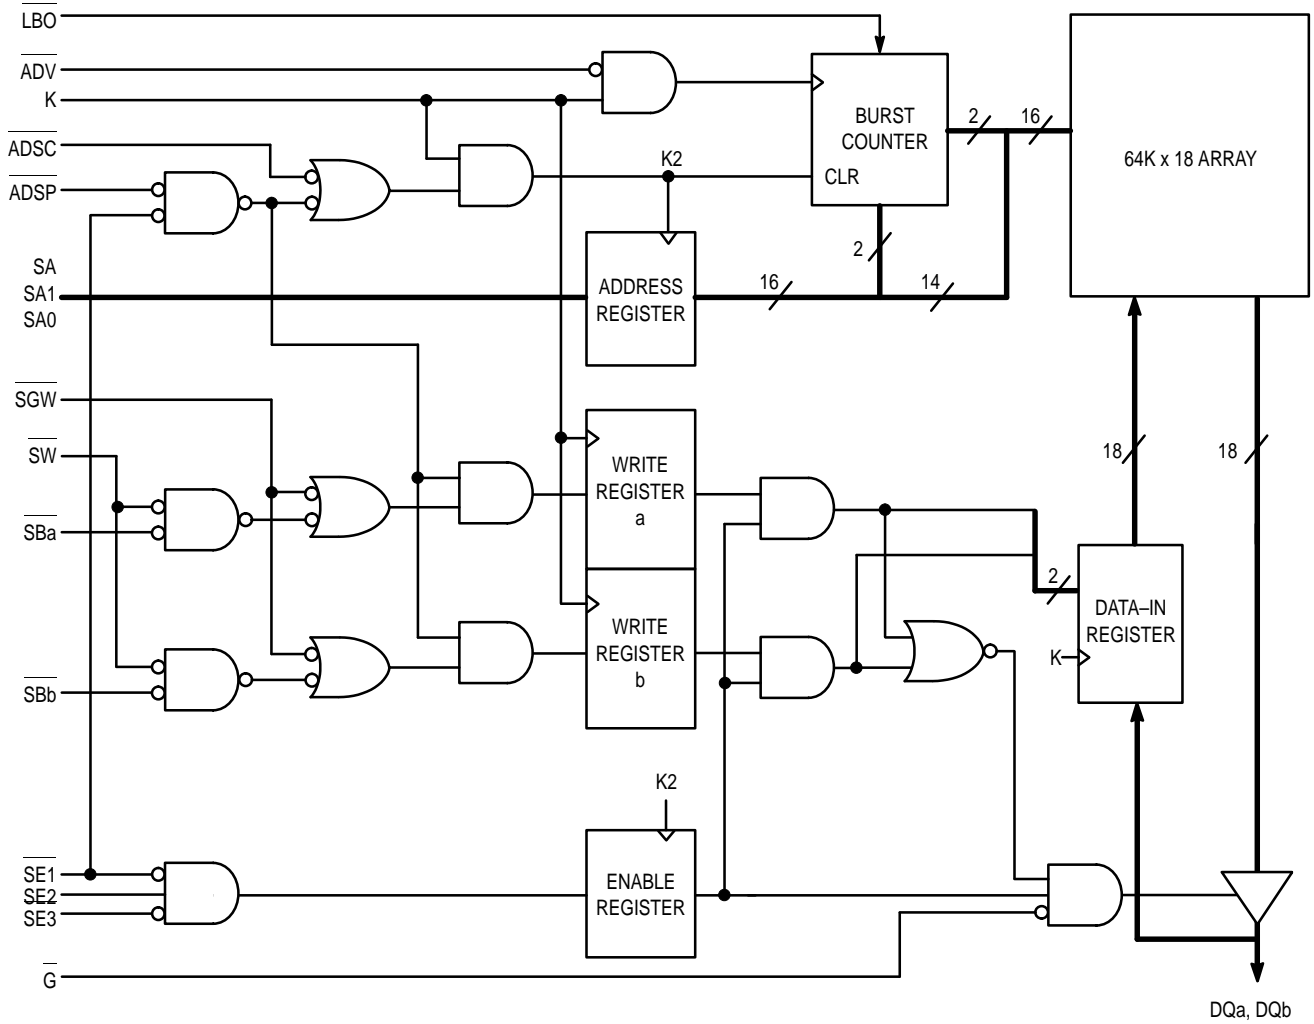 LBO
ADV
K
ADSC
ADSP
K2
BURST
COUNTER
CLR
2
16
64K x 18 ARRAY
2
SA
SA1
SA0
ADDRESS
REGISTER
16
14
SGW
SW
SBa
SBb
WRITE
REGISTER
a
WRITE
REGISTER
b
18
18
2
DATA–IN
REGISTER
K
K2
SE1
SE2
SE3
ENABLE
REGISTER
G
DQa, DQb